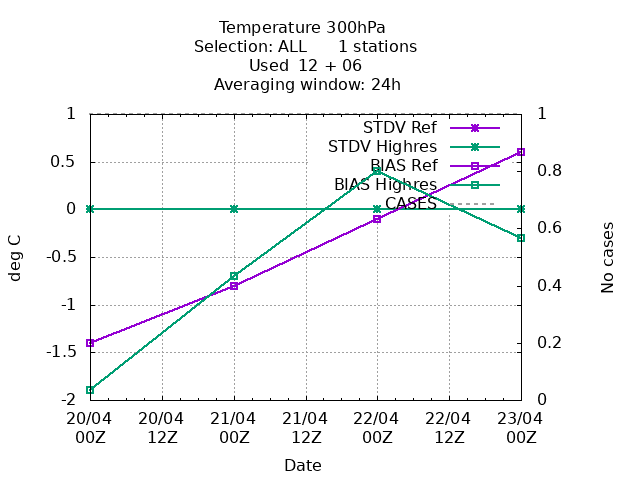 Temperature 300hPa
Selection: ALL      1 stations
Used  12 + 06
Averaging window: 24h
1
0.5
0
-0.5
-1
-1.5
-2
deg C
1
0.8
0.6
0.4
0.2
0
No cases
STDV Ref
STDV Highres
BIAS Ref
BIAS Highres
CASES
20/04 20/04 21/04 21/04 22/04 22/04 23/04
00Z 12Z 00Z 12Z 00Z 12Z 00Z
Date